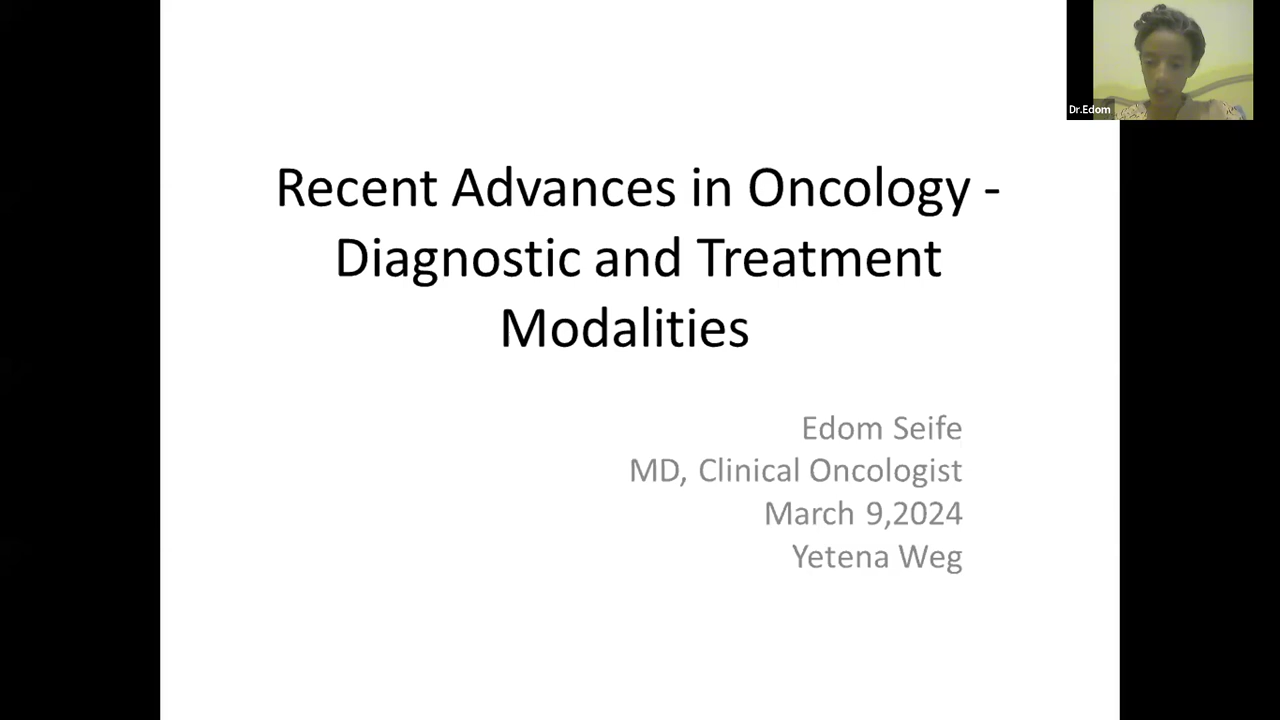 Dr.Edom
Recent Advances in Oncology -
Diagnostic and Treatment
Modalities
Edom Seife
MD, Clinical Oncologist
March 9,2024
Yetena Weg